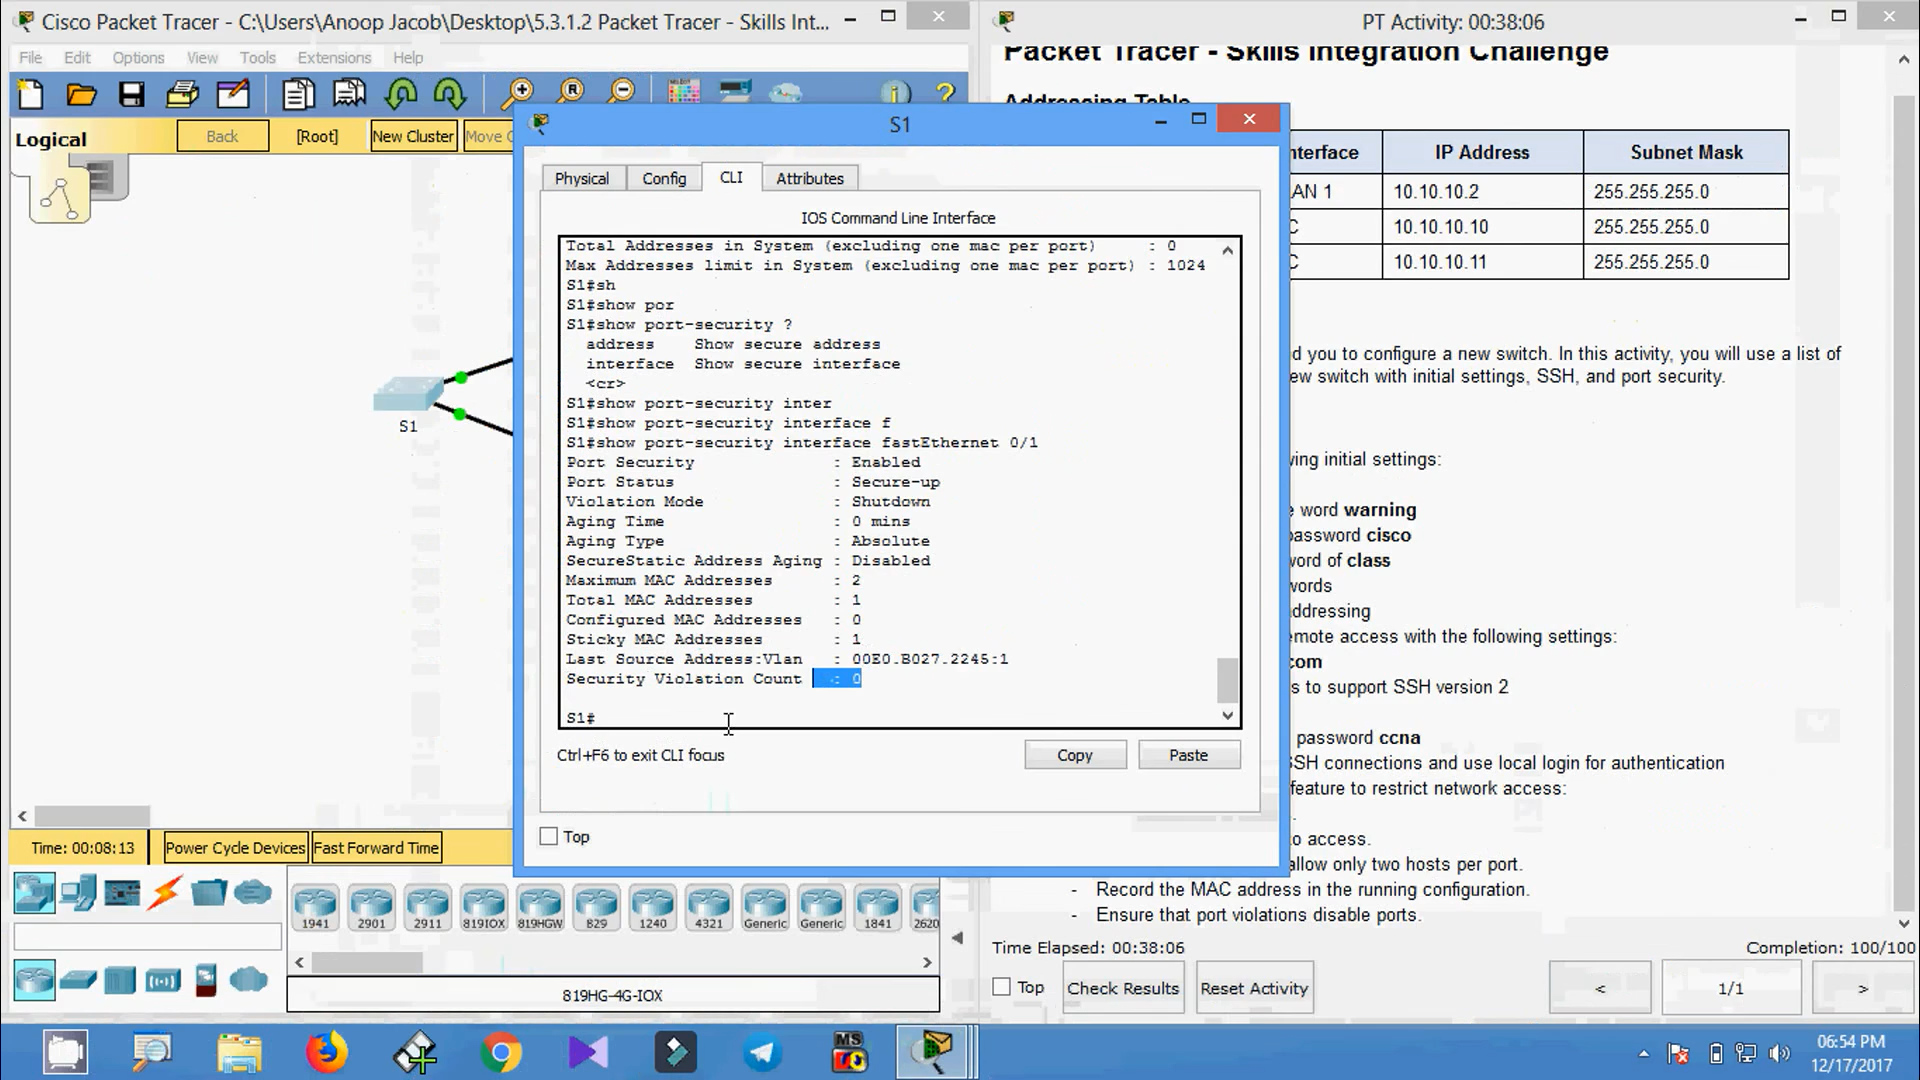 Cisco Packet Tracer - C:\Users\Anoop Jacob\Desktop\5.3.1.2 Packet Tracer - Skills Int...
File Edit Options View Tools Extensions Help
Logical
Back
[Root]
New Cluster
Move C
S1
Time: 00:08:13
Power Cycle Devices
Fast Forward Time
1941 2901 2911 819IOX 819HGW 829 1240 4321 Generic Generic 1841 2620
819HG-4G-IOX
S1
Physical Config CLI Attributes
IOS Command Line Interface
Total Addresses in System (excluding one mac per port) : 0
Max Addresses limit in System (excluding one mac per port) : 1024
S1#sh
S1#show por
S1#show port-security ?
address Show secure address
interface Show secure interface
<cr>
S1#show port-security inter
S1#show port-security interface f
S1#show port-security interface fastEthernet 0/1
Port Security : Enabled
Port Status : Secure-up
Violation Mode : Shutdown
Aging Time : 0 mins
Aging Type : Absolute
SecureStatic Address Aging : Disabled
Maximum MAC Addresses : 2
Total MAC Addresses : 1
Configured MAC Addresses : 0
Sticky MAC Addresses : 1
Last Source Address:Vlan : 00E0.B027.2245:1
Security Violation Count : 0
S1#
Ctrl+F6 to exit CLI focus
Copy
Paste
Top
PT Activity: 00:38:06
Packet Tracer - Skills Integration Challenge
Addressing Table
nterface IP Address Subnet Mask
AN 1 10.10.10.2 255.255.255.0
C 10.10.10.10 255.255.255.0
C 10.10.10.11 255.255.255.0
d you to configure a new switch. In this activity, you will use a list of
ew switch with initial settings, SSH, and port security.
ving initial settings:
e word warning
password cisco
word of class
words
addressing
emote access with the following settings:
com
s to support SSH version 2
password ccna
SSH connections and use local login for authentication
feature to restrict network access:
o access.
allow only two hosts per port.
- Record the MAC address in the running configuration.
- Ensure that port violations disable ports.
Time Elapsed: 00:38:06
Completion: 100/100
Top
Check Results
Reset Activity
<
1/1
>
MS
06:54 PM
12/17/2017